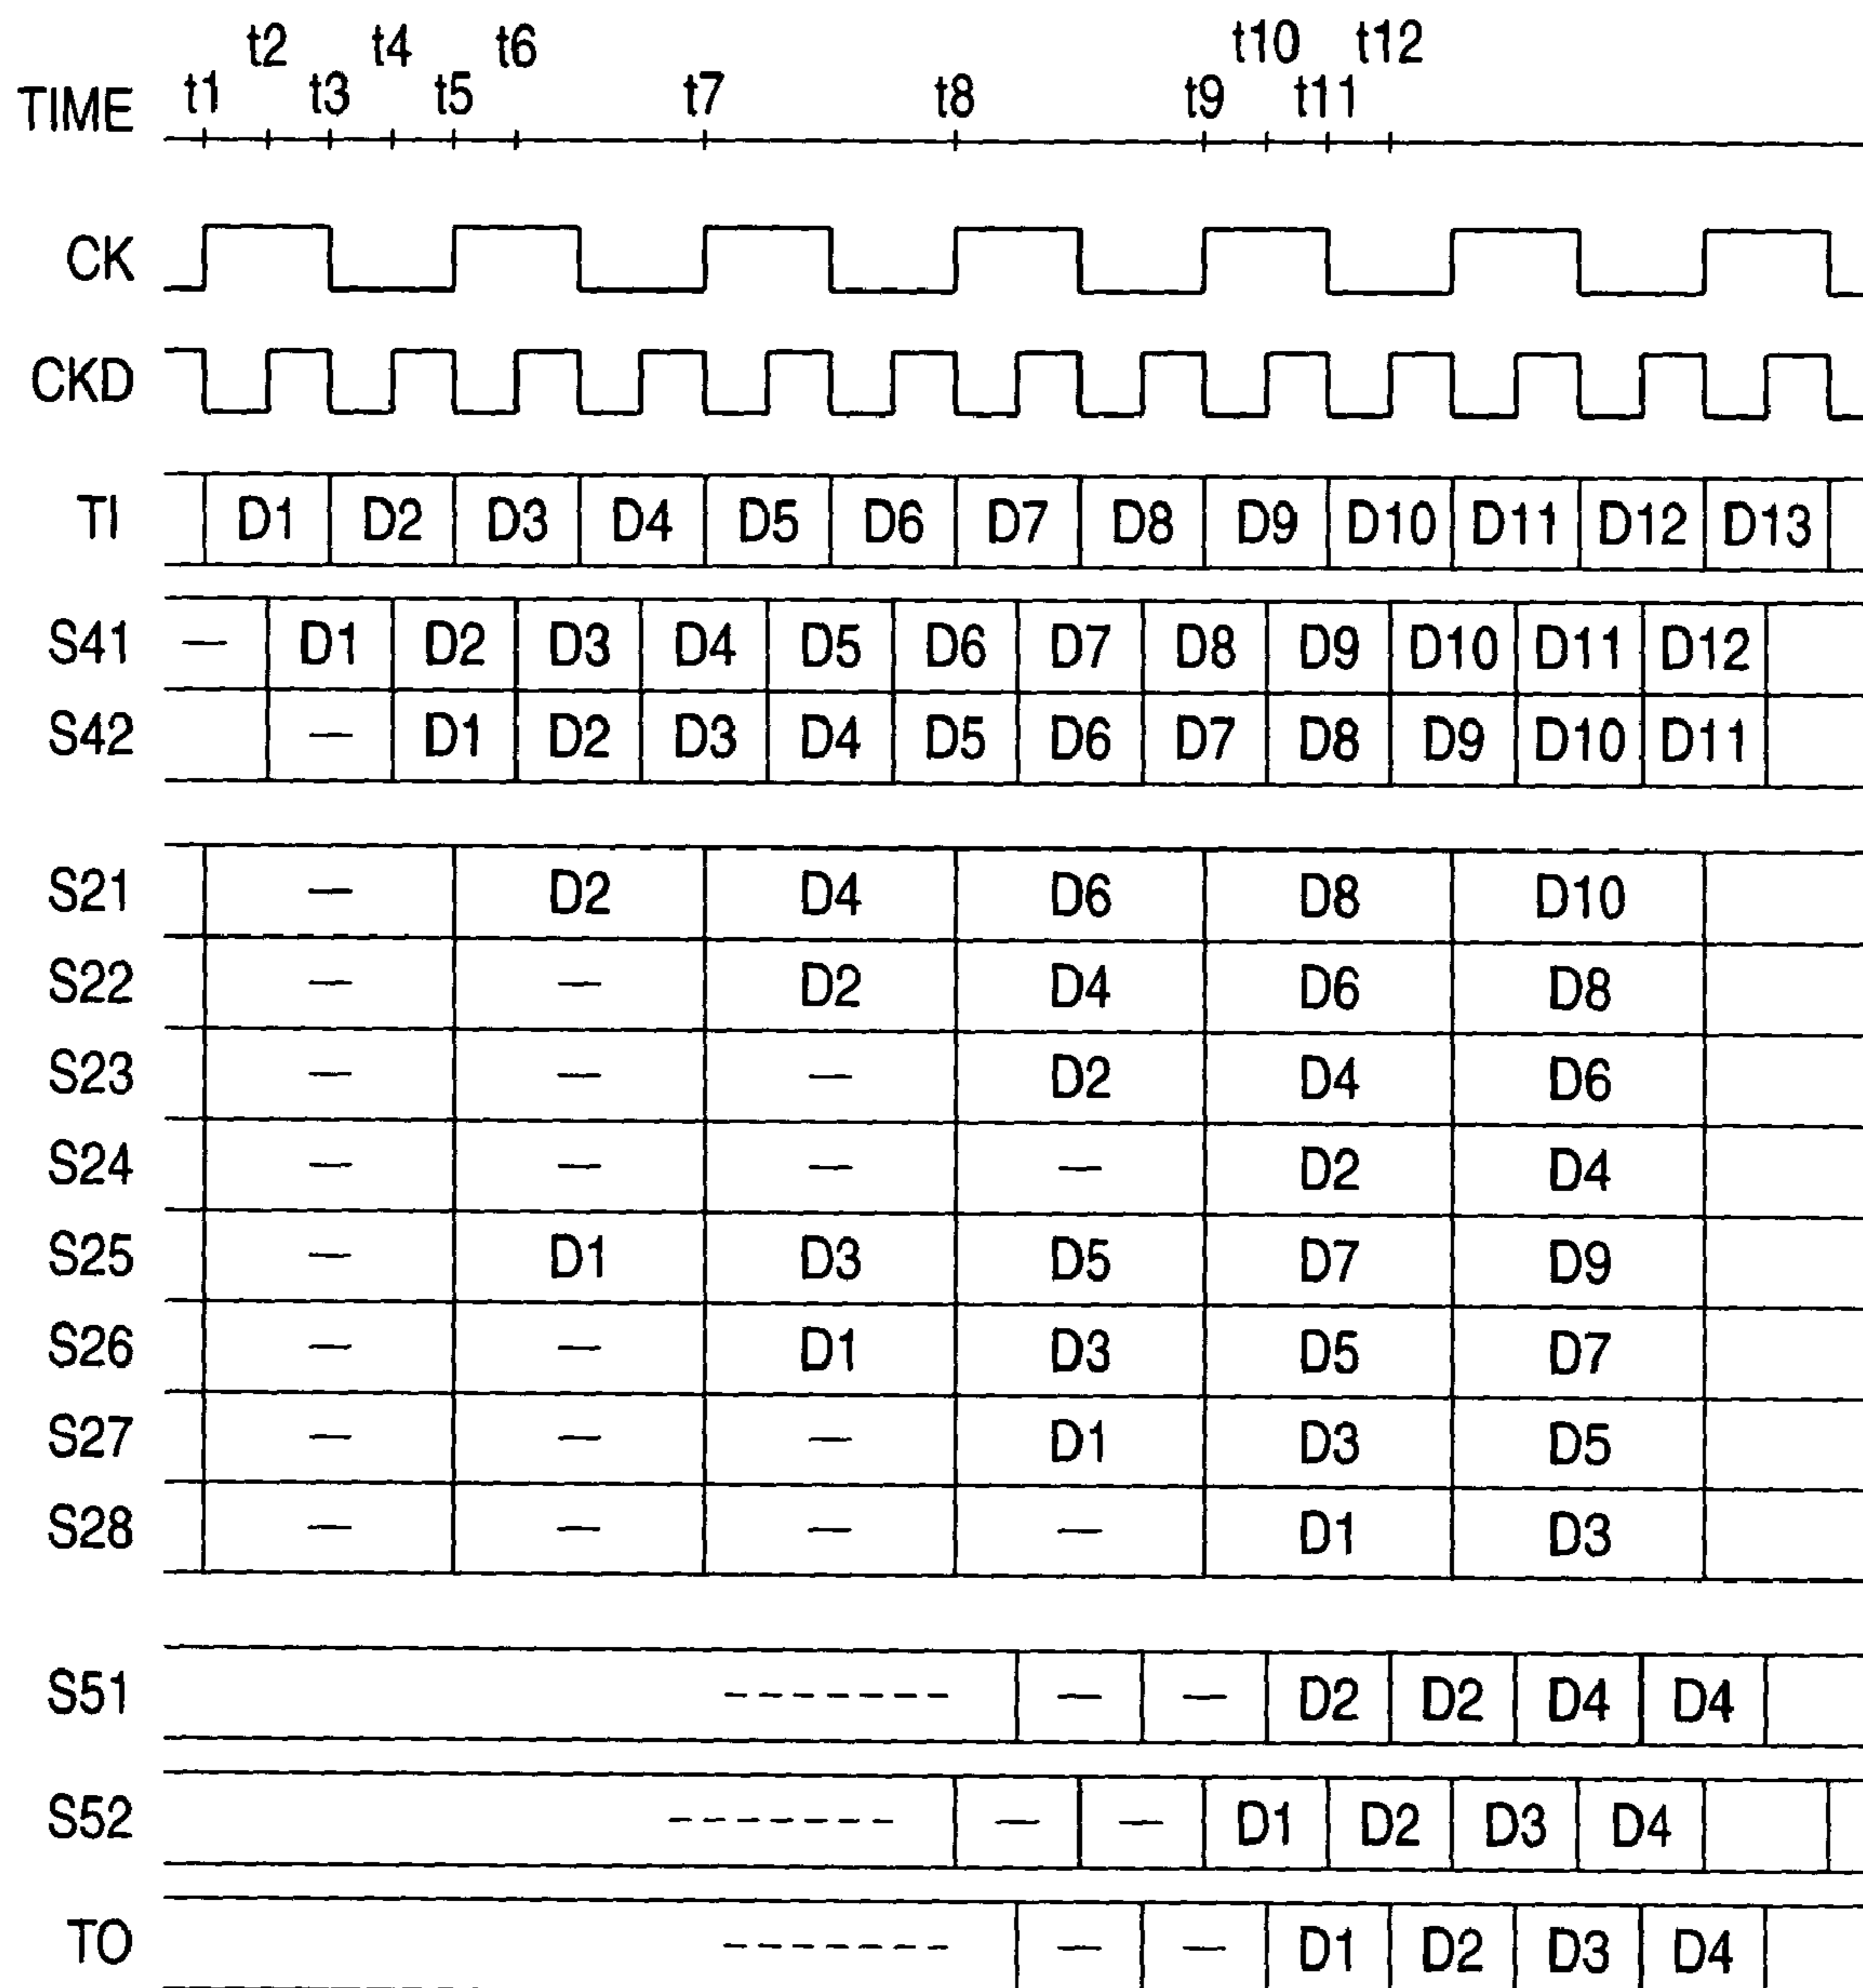 t2 t4 t6 t10 t12
TIME t1 t3 t5 t7 t8 t9 t11
CK
CKD
TI D1 D2 D3 D4 D5 D6 D7 D8 D9 D10 D11 D12 D13
S41 — D1 D2 D3 D4 D5 D6 D7 D8 D9 D10 D11 D12
S42 — D1 D2 D3 D4 D5 D6 D7 D8 D9 D10 D11
S21 — D2 D4 D6 D8 D10
S22 — — D2 D4 D6 D8
S23 — — — D2 D4 D6
S24 — — — — D2 D4
S25 — D1 D3 D5 D7 D9
S26 — — D1 D3 D5 D7
S27 — — — D1 D3 D5
S28 — — — — D1 D3
S51 ------- — — D2 D2 D4 D4
S52 ------- — — D1 D2 D3 D4
TO ------- — — D1 D2 D3 D4